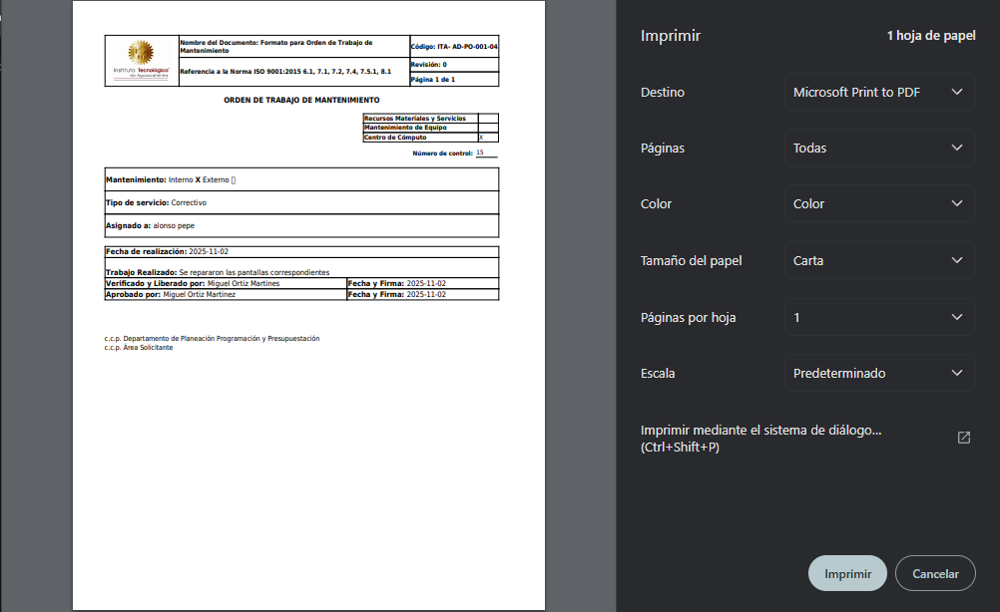 Nombre del Documento: Formato para Orden de Trabajo de
Mantenimiento
Código: ITA- AD-PO-001-04
Referencia a la Norma ISO 9001:2015 6.1, 7.1, 7.2, 7.4, 7.5.1, 8.1
Revisión: 0
Página 1 de 1
Instituto Tecnológico
de Aguascalientes
ORDEN DE TRABAJO DE MANTENIMIENTO
Recursos Materiales y Servicios
Mantenimiento de Equipo
Centro de Cómputo X
Número de control: 15
Mantenimiento: Interno X Externo ▯
Tipo de servicio: Correctivo
Asignado a: alonso pepe
Fecha de realización: 2025-11-02
Trabajo Realizado: Se repararon las pantallas correspondientes
Verificado y Liberado por: Miguel Ortiz Martines Fecha y Firma: 2025-11-02
Aprobado por: Miguel Ortiz Martinez Fecha y Firma: 2025-11-02
c.c.p. Departamento de Planeación Programación y Presupuestación
c.c.p. Área Solicitante
Imprimir 1 hoja de papel
Destino Microsoft Print to PDF
Páginas Todas
Color Color
Tamaño del papel Carta
Páginas por hoja 1
Escala Predeterminado
Imprimir mediante el sistema de diálogo...
(Ctrl+Shift+P)
Imprimir Cancelar